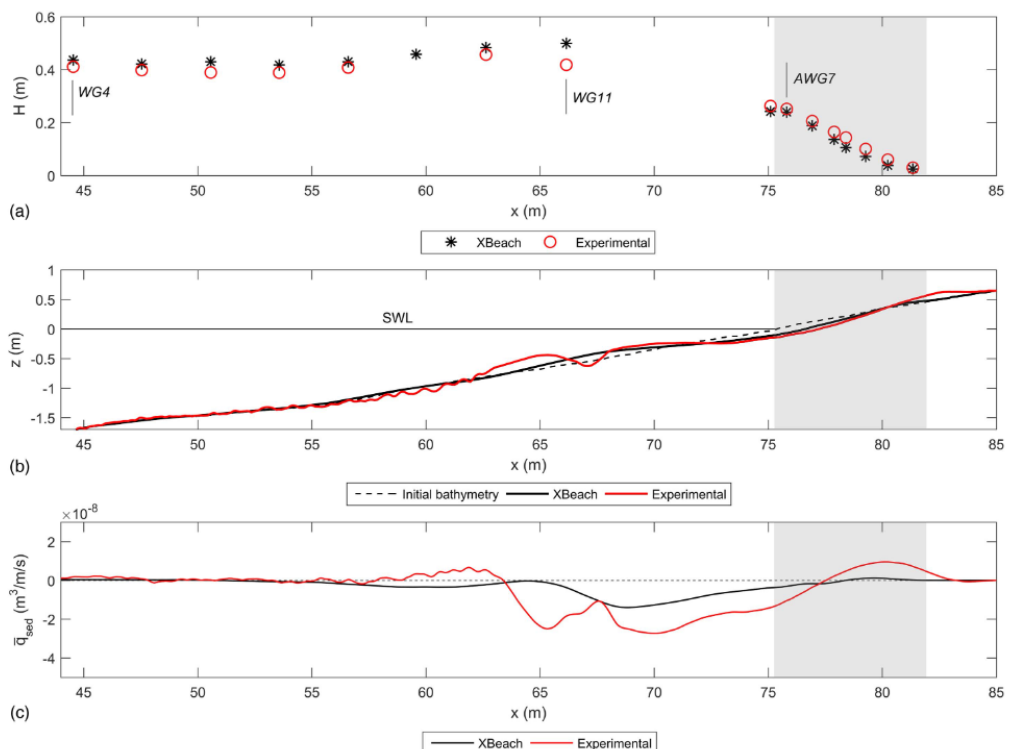 0.6
0.4
0.2
0
H (m)
WG4
WG11
AWG7
45 50 55 60 65 70 75 80 85
(a)
x (m)
XBeach Experimental
1
0.5
0
-0.5
-1
-1.5
z (m)
SWL
45 50 55 60 65 70 75 80 85
(b)
x (m)
Initial bathymetry XBeach Experimental
×10⁻⁸
2
0
-2
-4
q̅sed (m³/m/s)
45 50 55 60 65 70 75 80 85
(c)
x (m)
XBeach Experimental